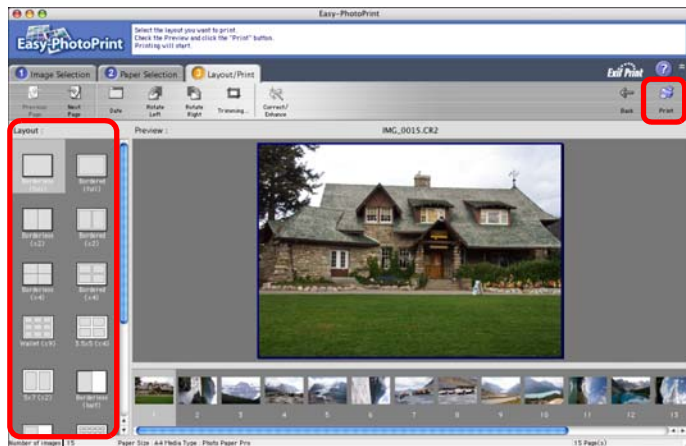 Easy-PhotoPrint
Easy-PhotoPrint
Select the layout you want to print.
Check the Preview and click the "Print" button.
Printing will start.
1 Image Selection
2 Paper Selection
3 Layout/Print
Exif Print
?
Previous Page
Next Page
Date
Rotate Left
Rotate Right
Trimming...
Correct/Enhance
Back
Print
Layout :
Preview :
IMG_0015.CR2
Borderless (full)
Bordered (full)
Borderless (x2)
Bordered (x2)
Borderless (x4)
Bordered (x4)
Wallet (x9)
3.5x5 (x4)
5x7 (x2)
Borderless (half)
1 2 3 4 5 6 7 8 9 10 11 12 13
Number of images : 15
Paper Size : A4 Media Type : Photo Paper Pro
15 Page(s)